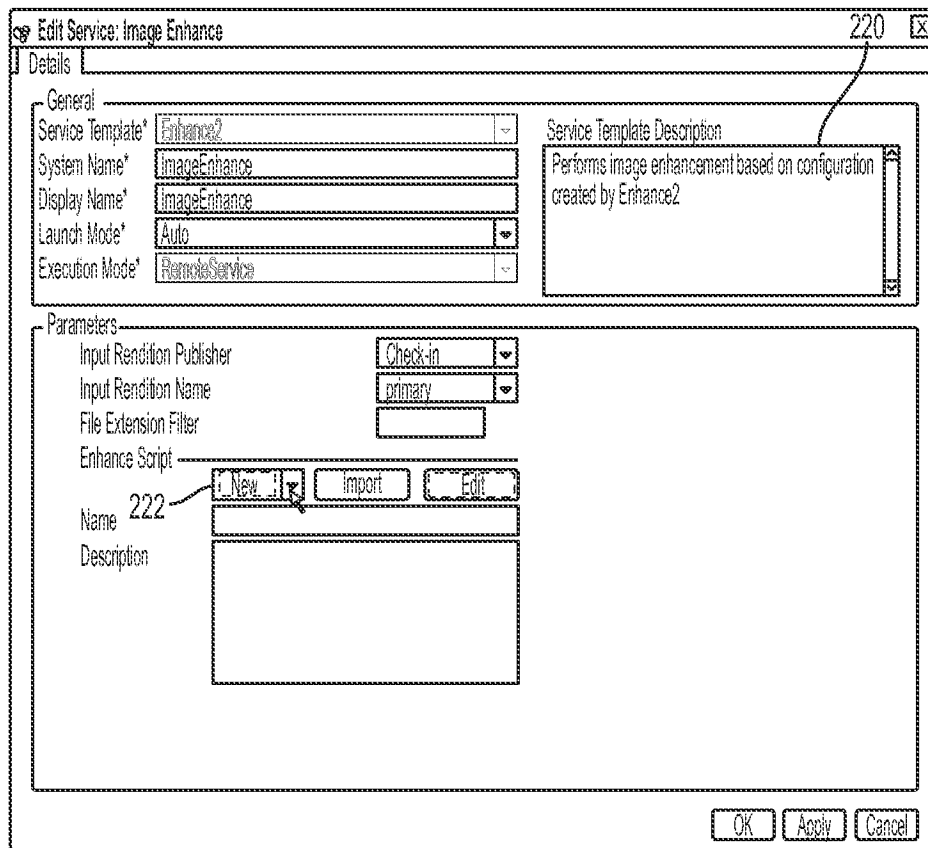 Edit Service: Image Enhance
220
X
Details
General
Service Template* Enhance2
System Name* ImageEnhance
Display Name* ImageEnhance
Launch Mode* Auto
Execution Mode* RemoteService
Service Template Description
Performs image enhancement based on configuration
created by Enhance2
Parameters
Input Rendition Publisher Check-in
Input Rendition Name primary
File Extension Filter
Enhance Script
New Import Edit
222
Name
Description
OK Apply Cancel